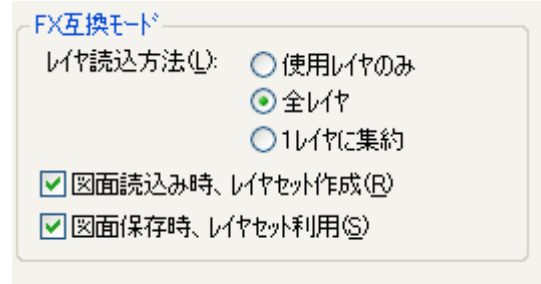 FX互換モード
レイヤ読込方法(L):
使用レイヤのみ
全レイヤ
1レイヤに集約
図面読込み時、レイヤセット作成(R)
図面保存時、レイヤセット利用(S)